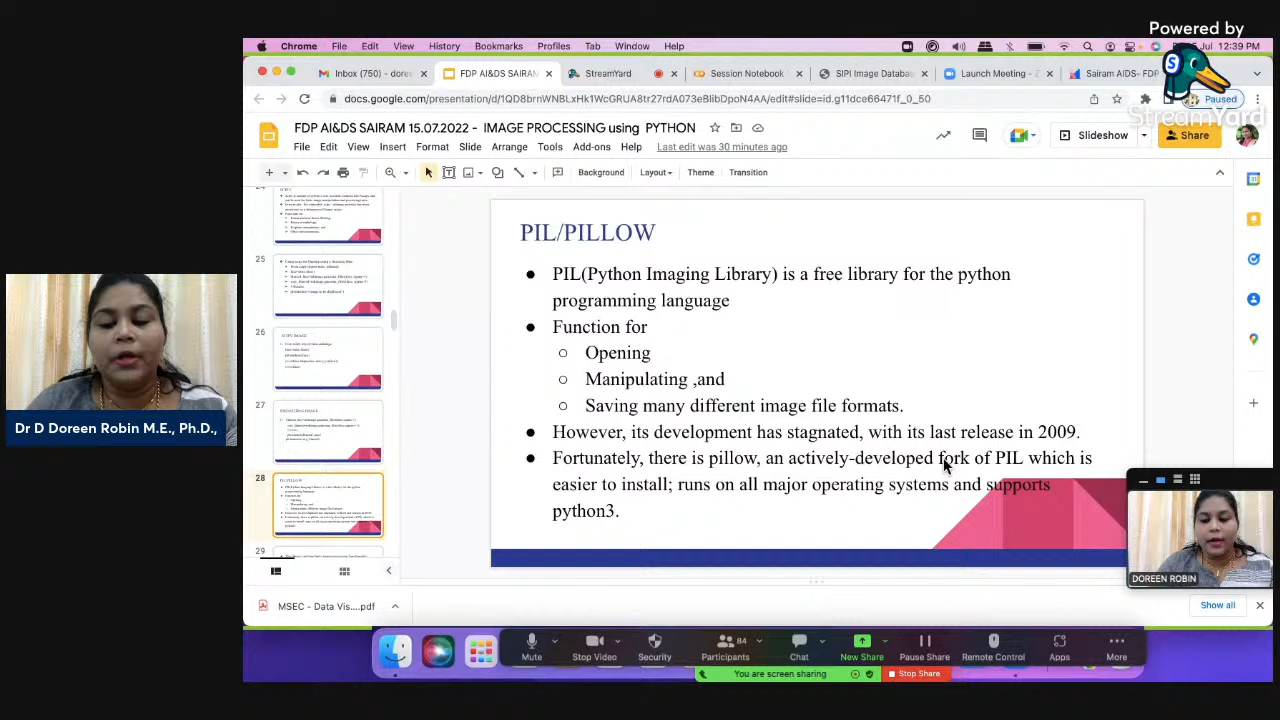 Powered by
StreamYard
Chrome File Edit View History Bookmarks Profiles Tab Window Help
Jul 12:39 PM
Inbox (750) - dore
FDP AI&DS SAIRAM
StreamYard
Session Notebook
SIPI Image Databas
Launch Meeting - Z
Sairam AIDS- FDP
docs.google.com/presentation/d/
/edit#slide=id.g11dce66471f_0_50
Paused
FDP AI&DS SAIRAM 15.07.2022 - IMAGE PROCESSING using PYTHON
Slideshow
Share
File Edit View Insert Format Slide Arrange Tools Add-ons Help Last edit was 30 minutes ago
Background Layout Theme Transition
25
26
27
28
29
PIL/PILLOW
PIL(Python Imaging Library) is a free library for the python
programming language
Function for
Opening
Manipulating ,and
Saving many different image file formats.
However, its development has stagnated, with its last release in 2009.
Fortunately, there is pillow, an actively-developed fork of PIL which is
easier to install; runs on all major operating systems and supports
python3.
Dr D Doreen Robin M.E., Ph.D.,
DOREEN ROBIN
MSEC - Data Vis....pdf
Show all
Mute Stop Video Security Participants 84 Chat New Share Pause Share Remote Control Apps More
You are screen sharing Stop Share